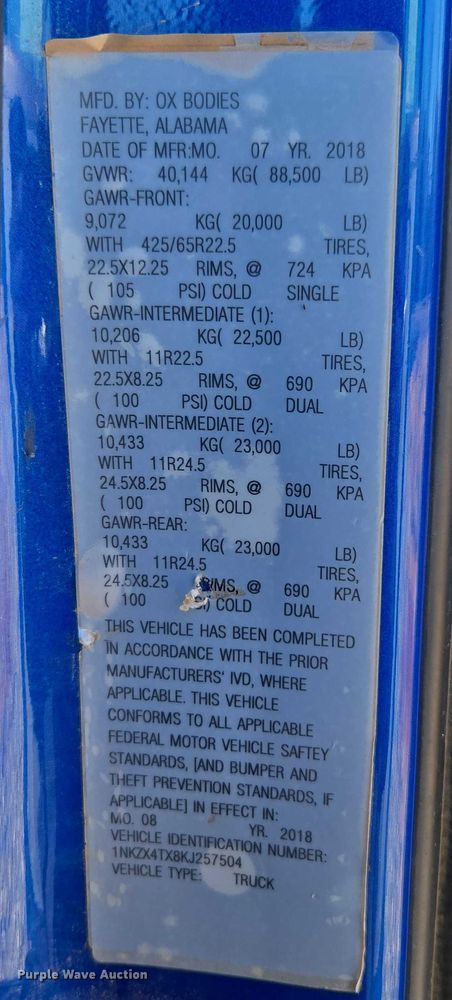 MFD. BY: OX BODIES
FAYETTE, ALABAMA
DATE OF MFR:MO. 07 YR. 2018
GVWR: 40,144 KG( 88,500 LB)
GAWR-FRONT:
9,072 KG( 20,000 LB)
WITH 425/65R22.5 TIRES,
22.5X12.25 RIMS, @ 724 KPA
( 105 PSI) COLD SINGLE
GAWR-INTERMEDIATE (1):
10,206 KG( 22,500 LB)
WITH 11R22.5 TIRES,
22.5X8.25 RIMS, @ 690 KPA
( 100 PSI) COLD DUAL
GAWR-INTERMEDIATE (2):
10,433 KG( 23,000 LB)
WITH 11R24.5 TIRES,
24.5X8.25 RIMS, @ 690 KPA
( 100 PSI) COLD DUAL
GAWR-REAR:
10,433 KG( 23,000 LB)
WITH 11R24.5 TIRES,
24.5X8.25 RIMS, @ 690 KPA
( 100 COLD DUAL
THIS VEHICLE HAS BEEN COMPLETED
IN ACCORDANCE WITH THE PRIOR
MANUFACTURERS' IVD, WHERE
APPLICABLE. THIS VEHICLE
CONFORMS TO ALL APPLICABLE
FEDERAL MOTOR VEHICLE SAFTEY
STANDARDS, [AND BUMPER AND
THEFT PREVENTION STANDARDS, IF
APPLICABLE] IN EFFECT IN:
MO. 08 YR. 2018
VEHICLE IDENTIFICATION NUMBER:
1NKZX4TX8KJ257504
VEHICLE TYPE: TRUCK
Purple Wave Auction